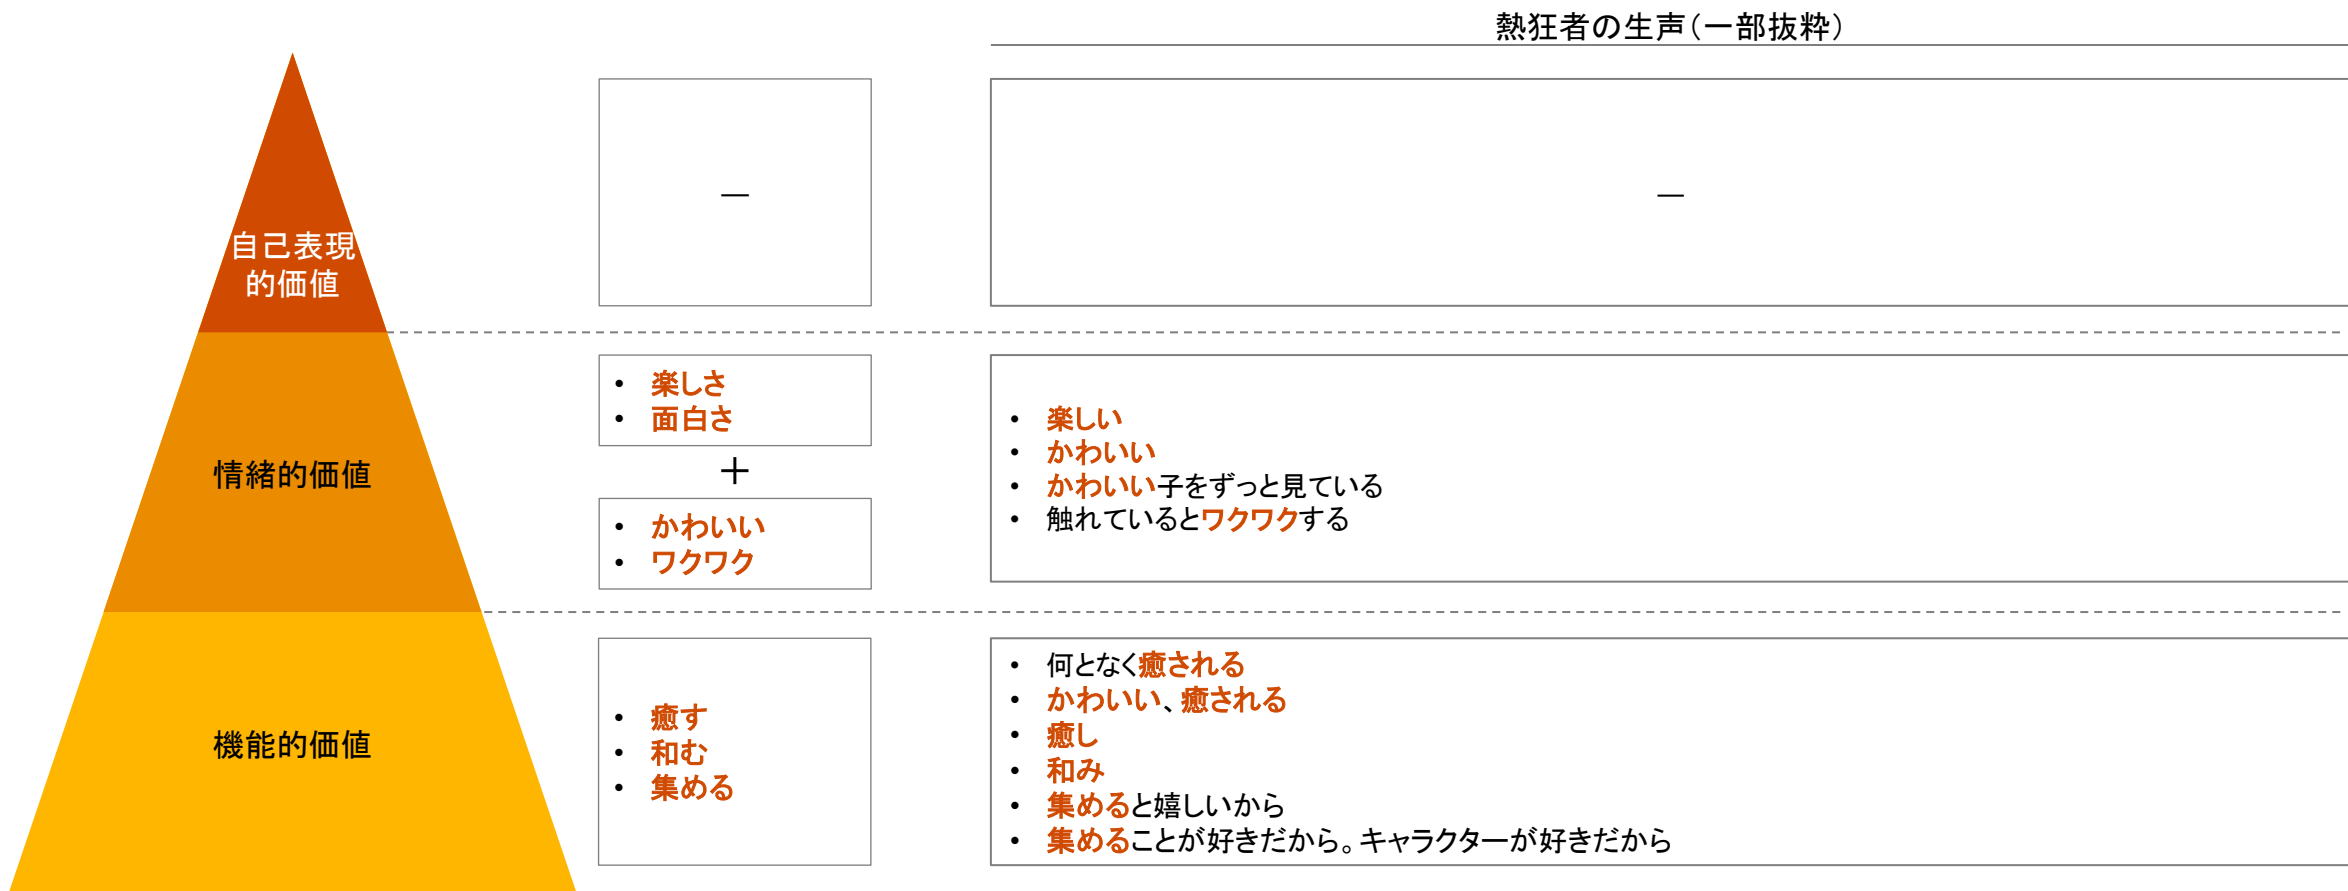 熱狂者の生声(一部抜粋)
自己表現
的価値
―
―
情緒的価値
• 楽しさ
• 面白さ
＋
• かわいい
• ワクワク
• 楽しい
• かわいい
• かわいい子をずっと見ている
• 触れているとワクワクする
機能的価値
• 癒す
• 和む
• 集める
• 何となく癒される
• かわいい、癒される
• 癒し
• 和み
• 集めると嬉しいから
• 集めることが好きだから。キャラクターが好きだから